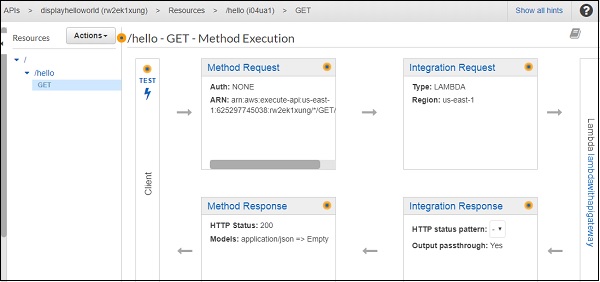 APIs > displayhelloworld (rw2ek1xung) > Resources > /hello (i04ua1) > GET Show all hints ?
Resources Actions /hello - GET - Method Execution
/
/hello
GET
TEST
Client
Method Request
Auth: NONE
ARN: arn:aws:execute-api:us-east-
1:625297745038:rw2ek1xung/*/GET/
Integration Request
Type: LAMBDA
Region: us-east-1
Method Response
HTTP Status: 200
Models: application/json => Empty
Integration Response
HTTP status pattern: -
Output passthrough: Yes
Lambda lambdawithapigateway